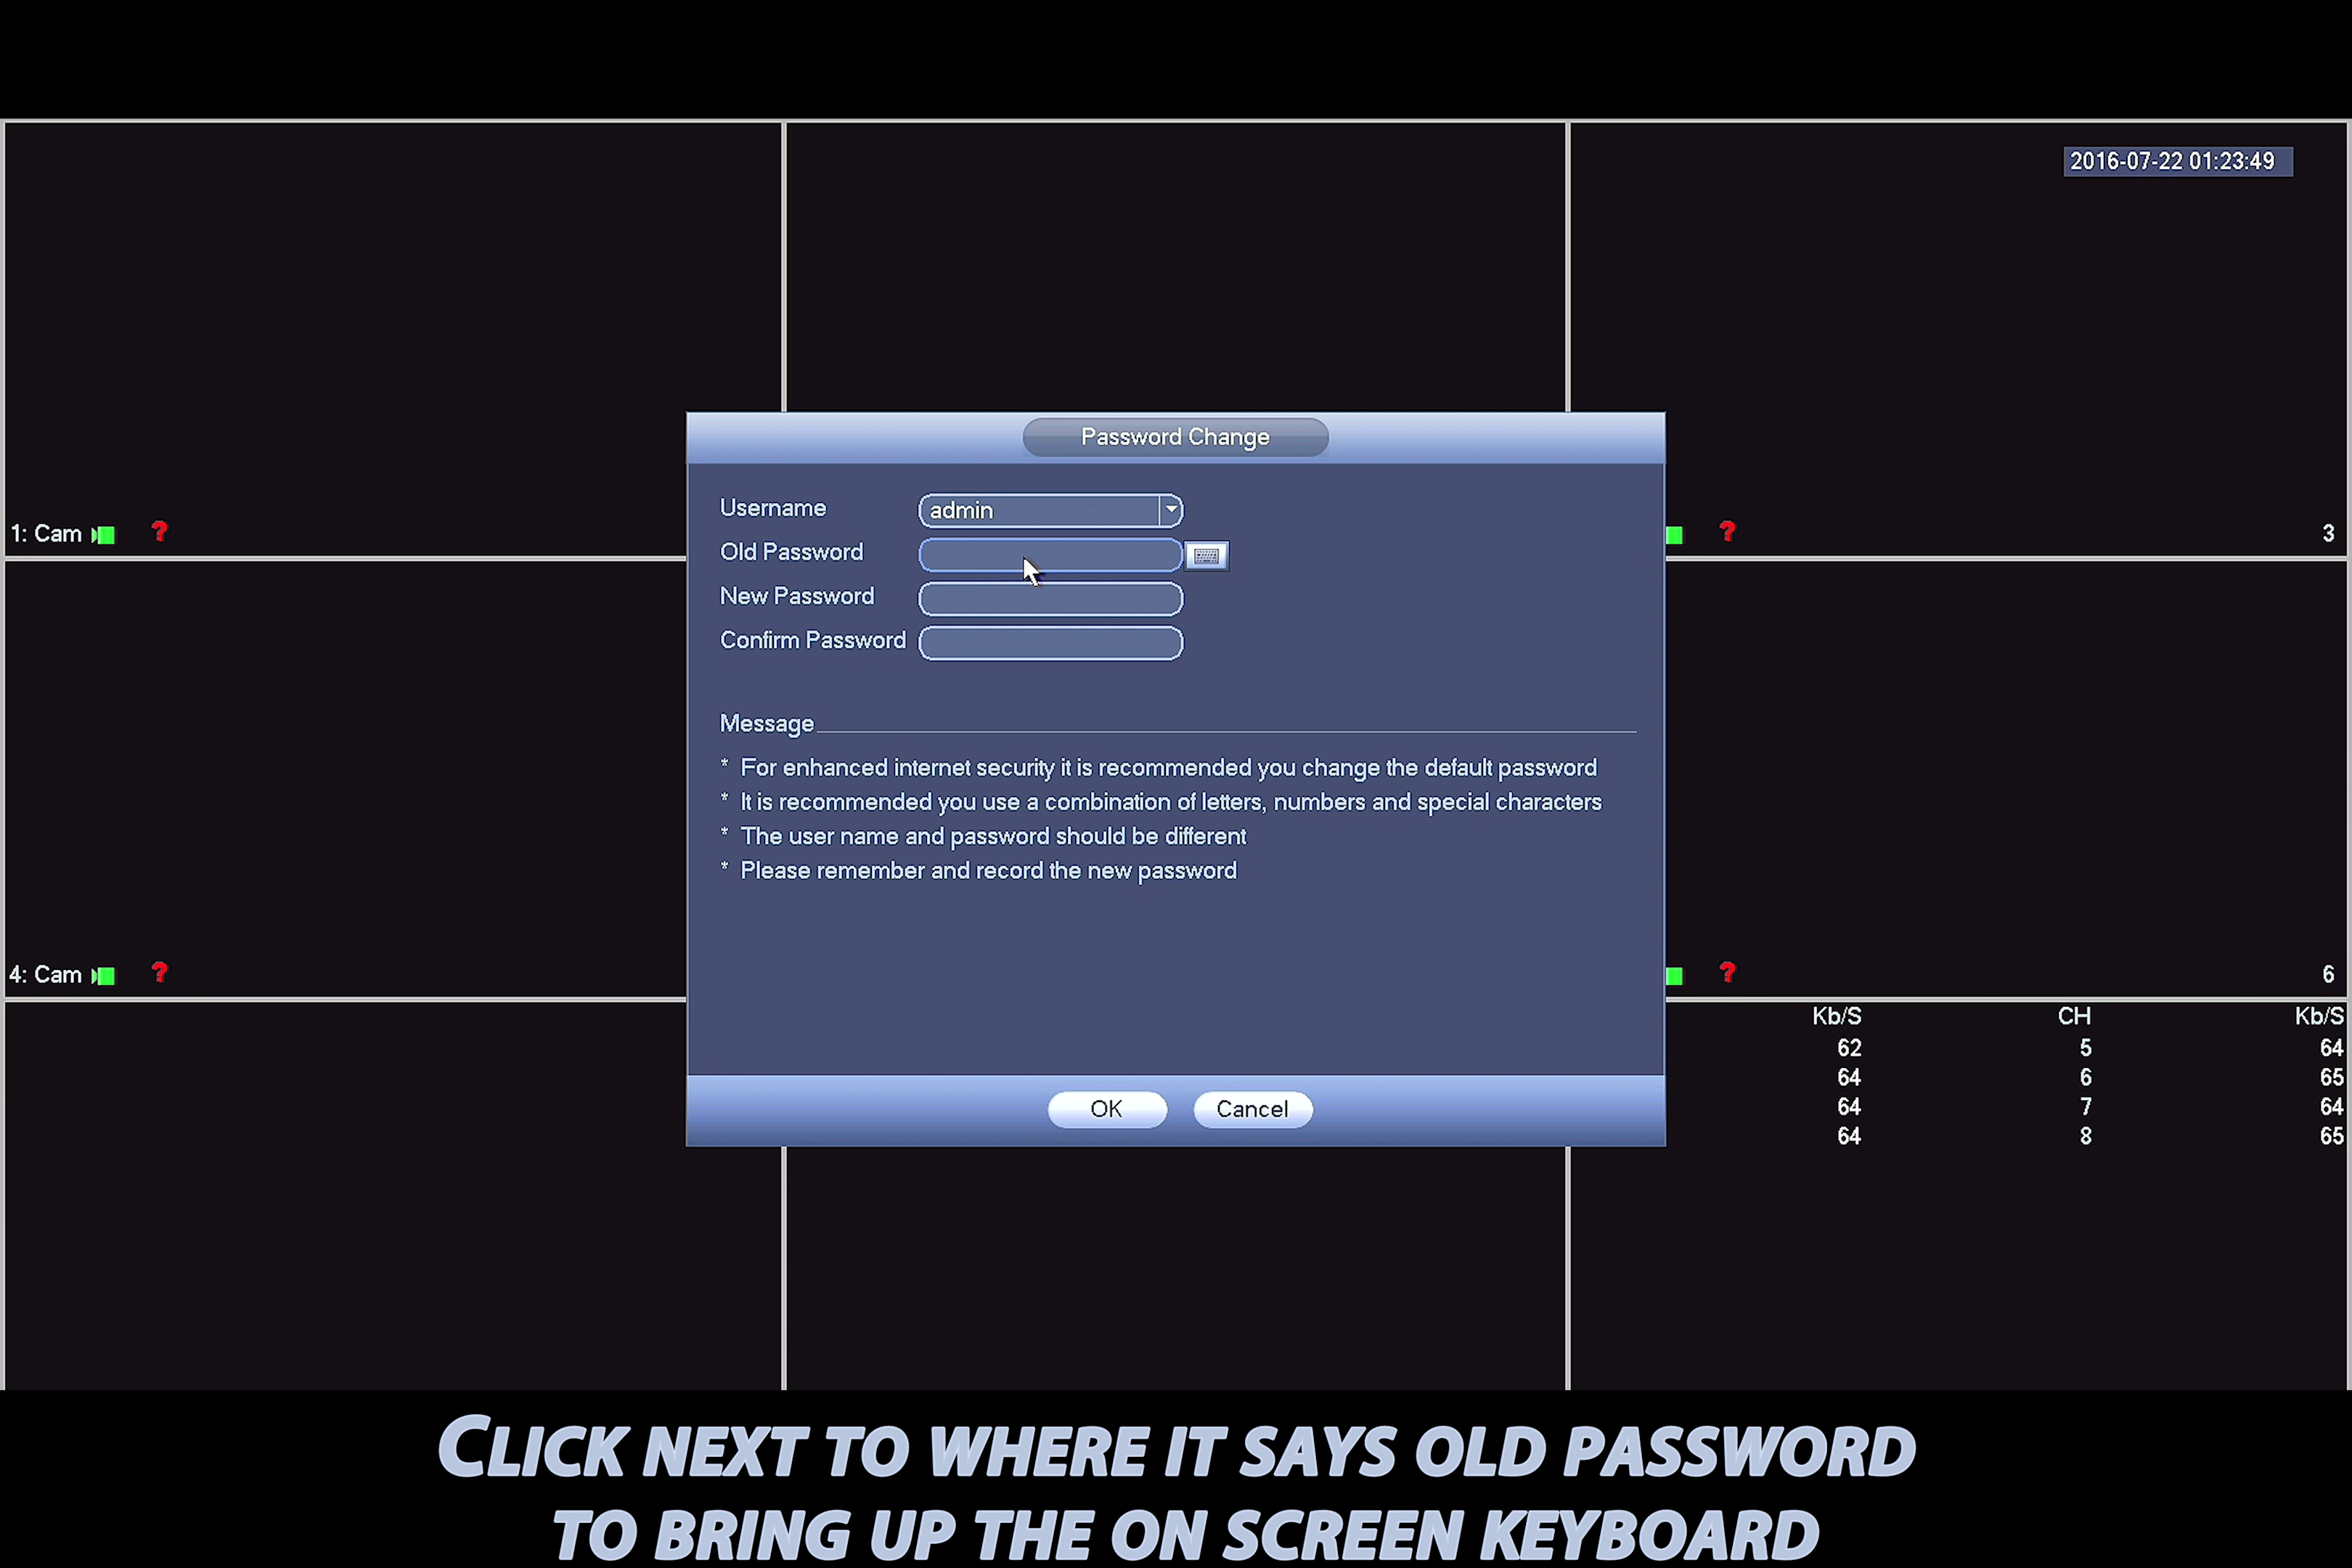 2016-07-22 01:23:49
Password Change
Username admin
1: Cam ? ? 3
Old Password
New Password
Confirm Password
Message
* For enhanced internet security it is recommended you change the default password
* It is recommended you use a combination of letters, numbers and special characters
* The user name and password should be different
* Please remember and record the new password
4: Cam ? ? 6
Kb/S CH Kb/S
62 5 64
64 6 65
64 7 64
64 8 65
OK Cancel
CLICK NEXT TO WHERE IT SAYS OLD PASSWORD
TO BRING UP THE ON SCREEN KEYBOARD